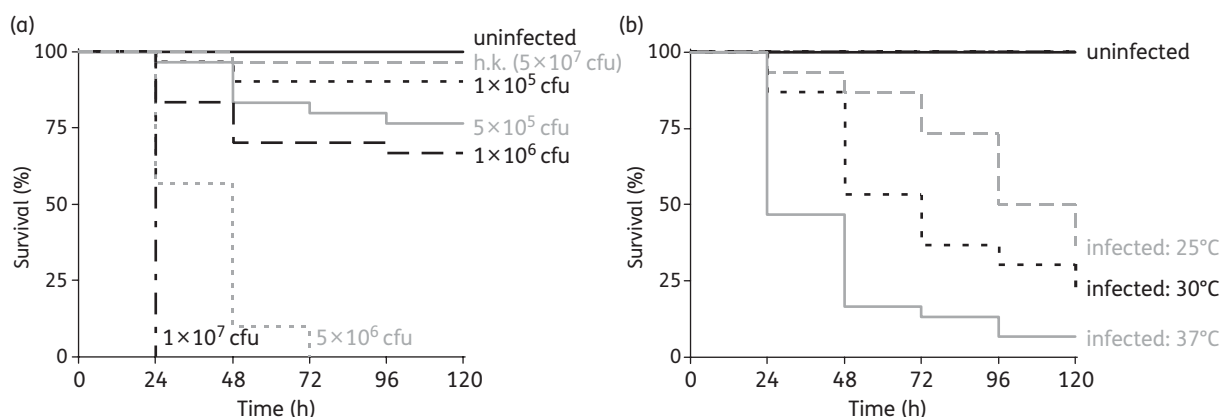 (a)
Survival (%)
100
75
50
25
0
0 24 48 72 96 120
Time (h)
uninfected
h.k. (5×10⁷ cfu)
1×10⁵ cfu
5×10⁵ cfu
1×10⁶ cfu
1×10⁷ cfu
5×10⁶ cfu
(b)
Survival (%)
100
75
50
25
0
0 24 48 72 96 120
Time (h)
uninfected
infected: 25°C
infected: 30°C
infected: 37°C